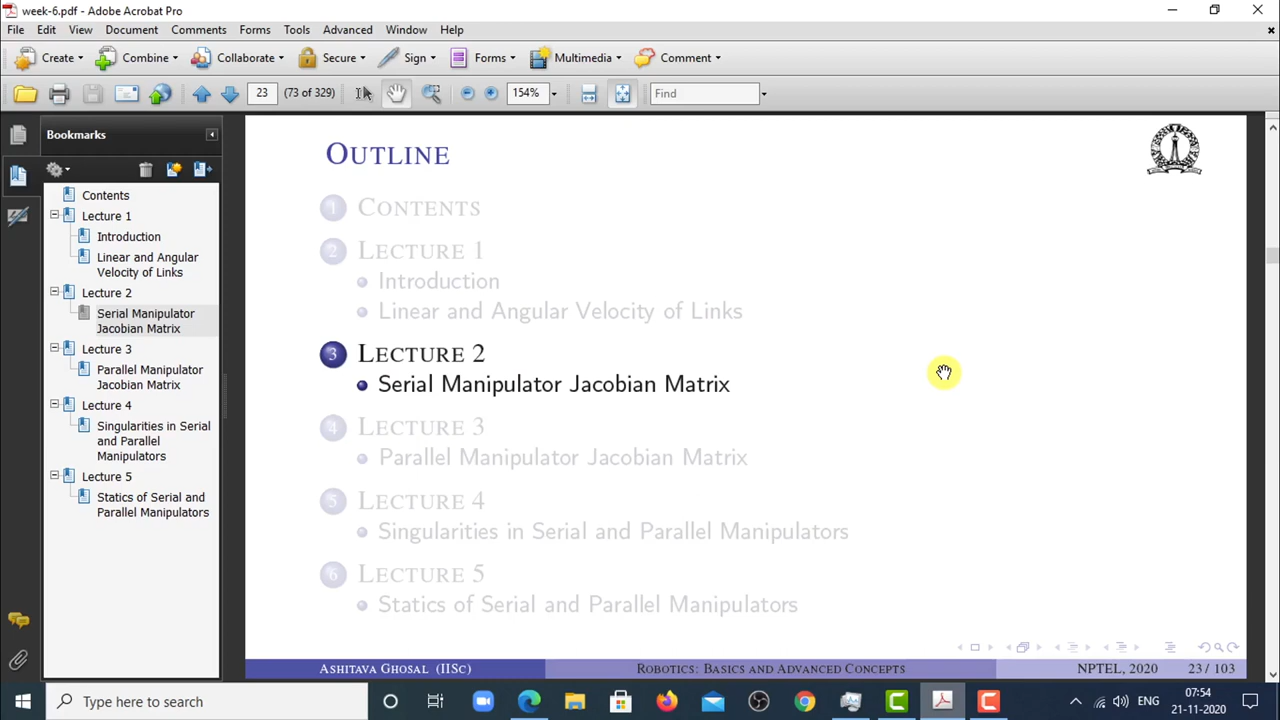 week-6.pdf - Adobe Acrobat Pro
File Edit View Document Comments Forms Tools Advanced Window Help
Create Combine Collaborate Secure Sign Forms Multimedia Comment
23 (73 of 329) 154% Find
Bookmarks
Contents
Lecture 1
Introduction
Linear and Angular
Velocity of Links
Lecture 2
Serial Manipulator
Jacobian Matrix
Lecture 3
Parallel Manipulator
Jacobian Matrix
Lecture 4
Singularities in Serial
and Parallel
Manipulators
Lecture 5
Statics of Serial and
Parallel Manipulators
OUTLINE
1 CONTENTS
2 LECTURE 1
Introduction
Linear and Angular Velocity of Links
3 LECTURE 2
Serial Manipulator Jacobian Matrix
4 LECTURE 3
Parallel Manipulator Jacobian Matrix
5 LECTURE 4
Singularities in Serial and Parallel Manipulators
6 LECTURE 5
Statics of Serial and Parallel Manipulators
ASHITAVA GHOSAL (IISC) ROBOTICS: BASICS AND ADVANCED CONCEPTS NPTEL, 2020 23 / 103
Type here to search
ENG
07:54
21-11-2020